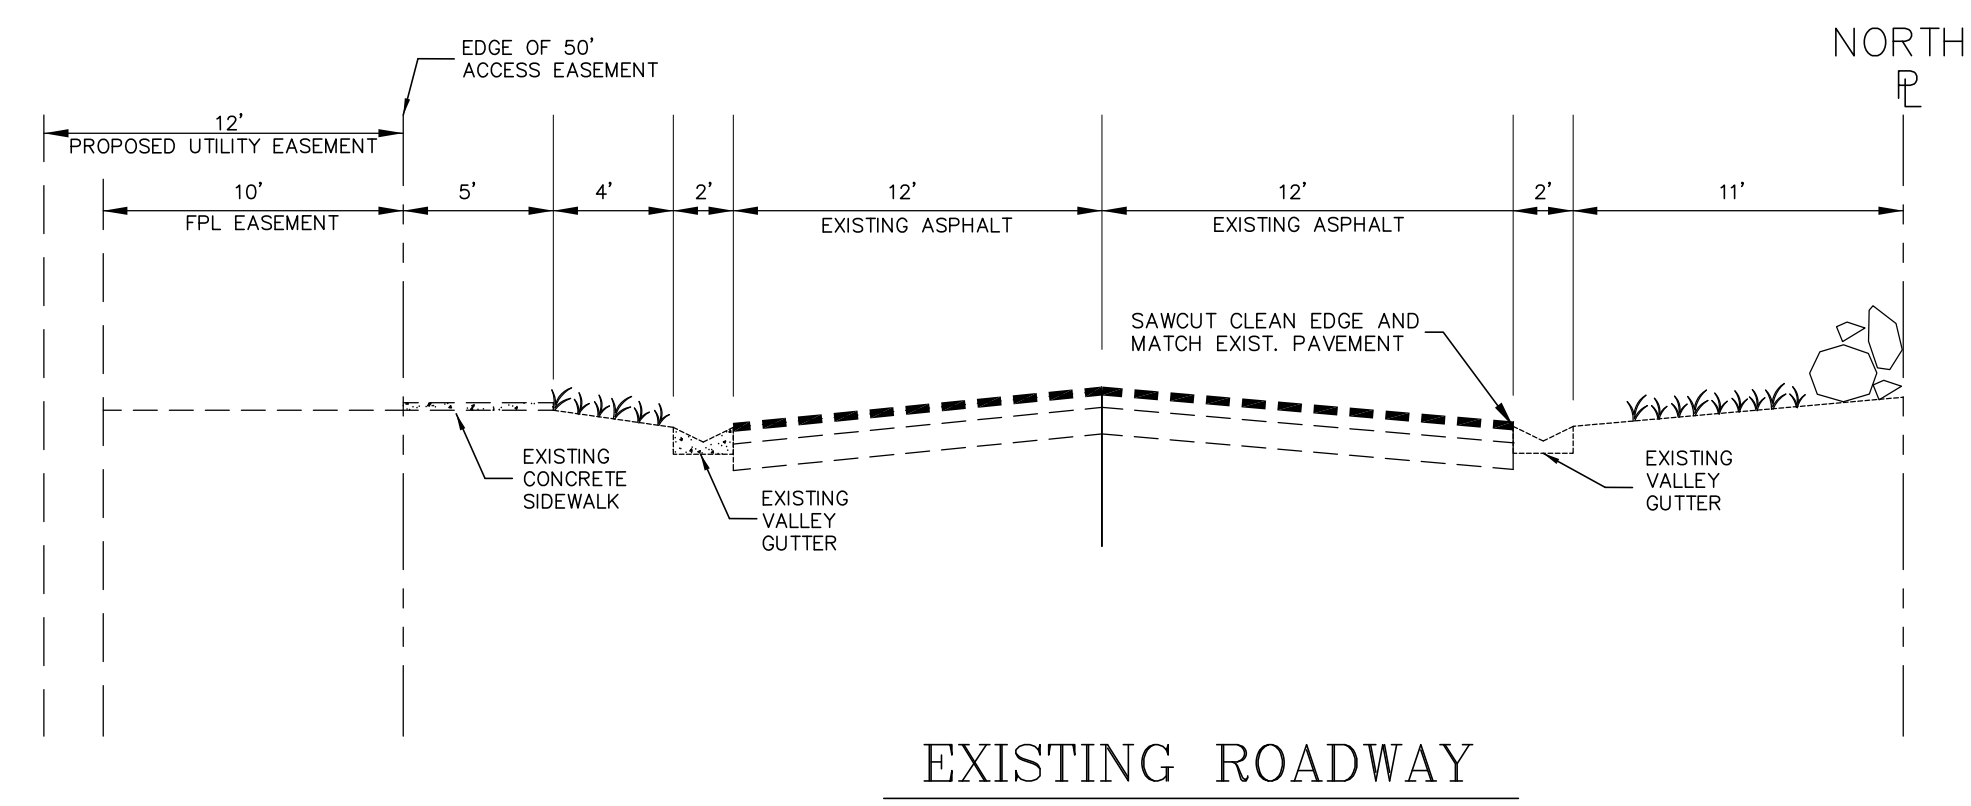 EDGE OF 50'
ACCESS EASEMENT
NORTH
PL
12'
PROPOSED UTILITY EASEMENT
10'
FPL EASEMENT
5'
4'
2'
12'
EXISTING ASPHALT
12'
EXISTING ASPHALT
2'
11'
SAWCUT CLEAN EDGE AND
MATCH EXIST. PAVEMENT
EXISTING
CONCRETE
SIDEWALK
EXISTING
VALLEY
GUTTER
EXISTING
VALLEY
GUTTER
EXISTING ROADWAY